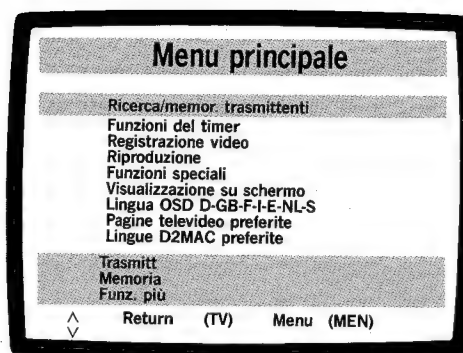 Menu principale
Ricerca/memor. trasmittenti
Funzioni del timer
Registrazione video
Riproduzione
Funzioni speciali
Visualizzazione su schermo
Lingua OSD D-GB-F-I-E-NL-S
Pagine televideo preferite
Lingue D2MAC preferite
Trasmitt
Memoria
Funz. più
Return (TV) Menu (MEN)